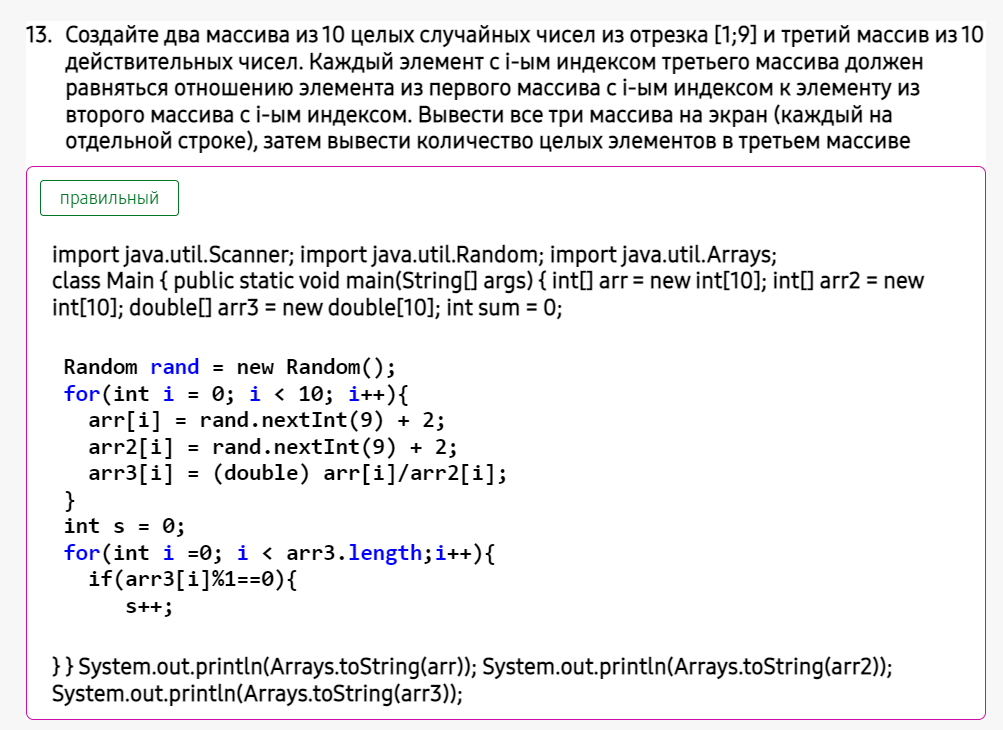 13. Создайте два массива из 10 целых случайных чисел из отрезка [1;9] и третий массив из 10
действительных чисел. Каждый элемент с i-ым индексом третьего массива должен
равняться отношению элемента из первого массива с i-ым индексом к элементу из
второго массива с i-ым индексом. Вывести все три массива на экран (каждый на
отдельной строке), затем вывести количество целых элементов в третьем массиве
правильный
import java.util.Scanner; import java.util.Random; import java.util.Arrays;
class Main { public static void main(String[] args) { int[] arr = new int[10]; int[] arr2 = new
int[10]; double[] arr3 = new double[10]; int sum = 0;
Random rand = new Random();
for(int i = 0; i < 10; i++){
arr[i] = rand.nextInt(9) + 2;
arr2[i] = rand.nextInt(9) + 2;
arr3[i] = (double) arr[i]/arr2[i];
}
int s = 0;
for(int i =0; i < arr3.length;i++){
if(arr3[i]%1==0){
s++;
} } System.out.println(Arrays.toString(arr)); System.out.println(Arrays.toString(arr2));
System.out.println(Arrays.toString(arr3));